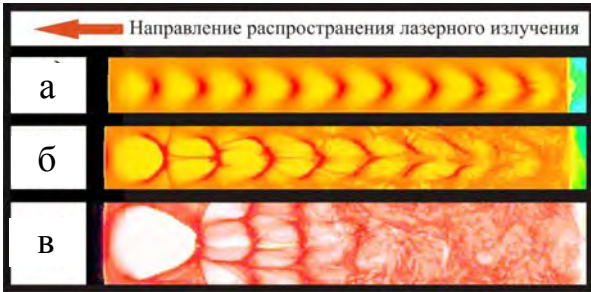 Направление распространения лазерного излучения
а
б
в